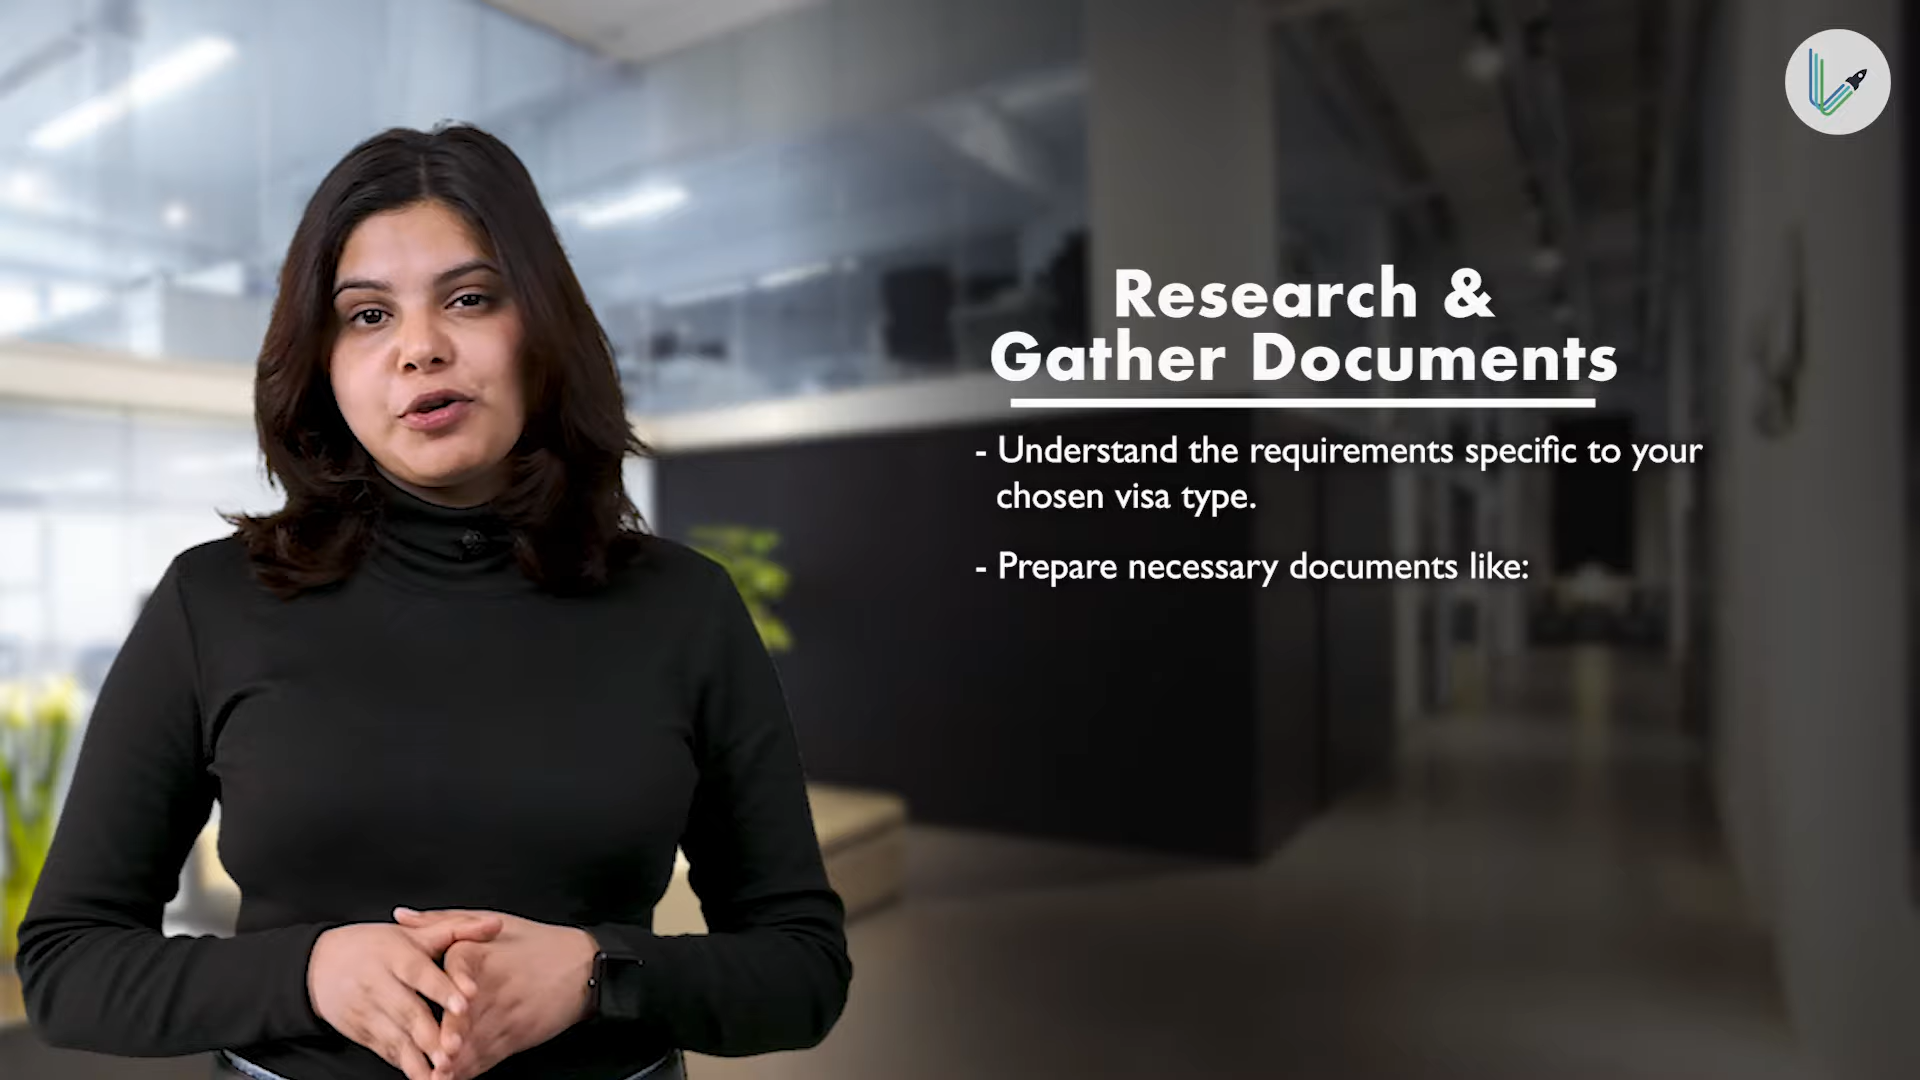 Research &
Gather Documents
- Understand the requirements specific to your
chosen visa type.
- Prepare necessary documents like: